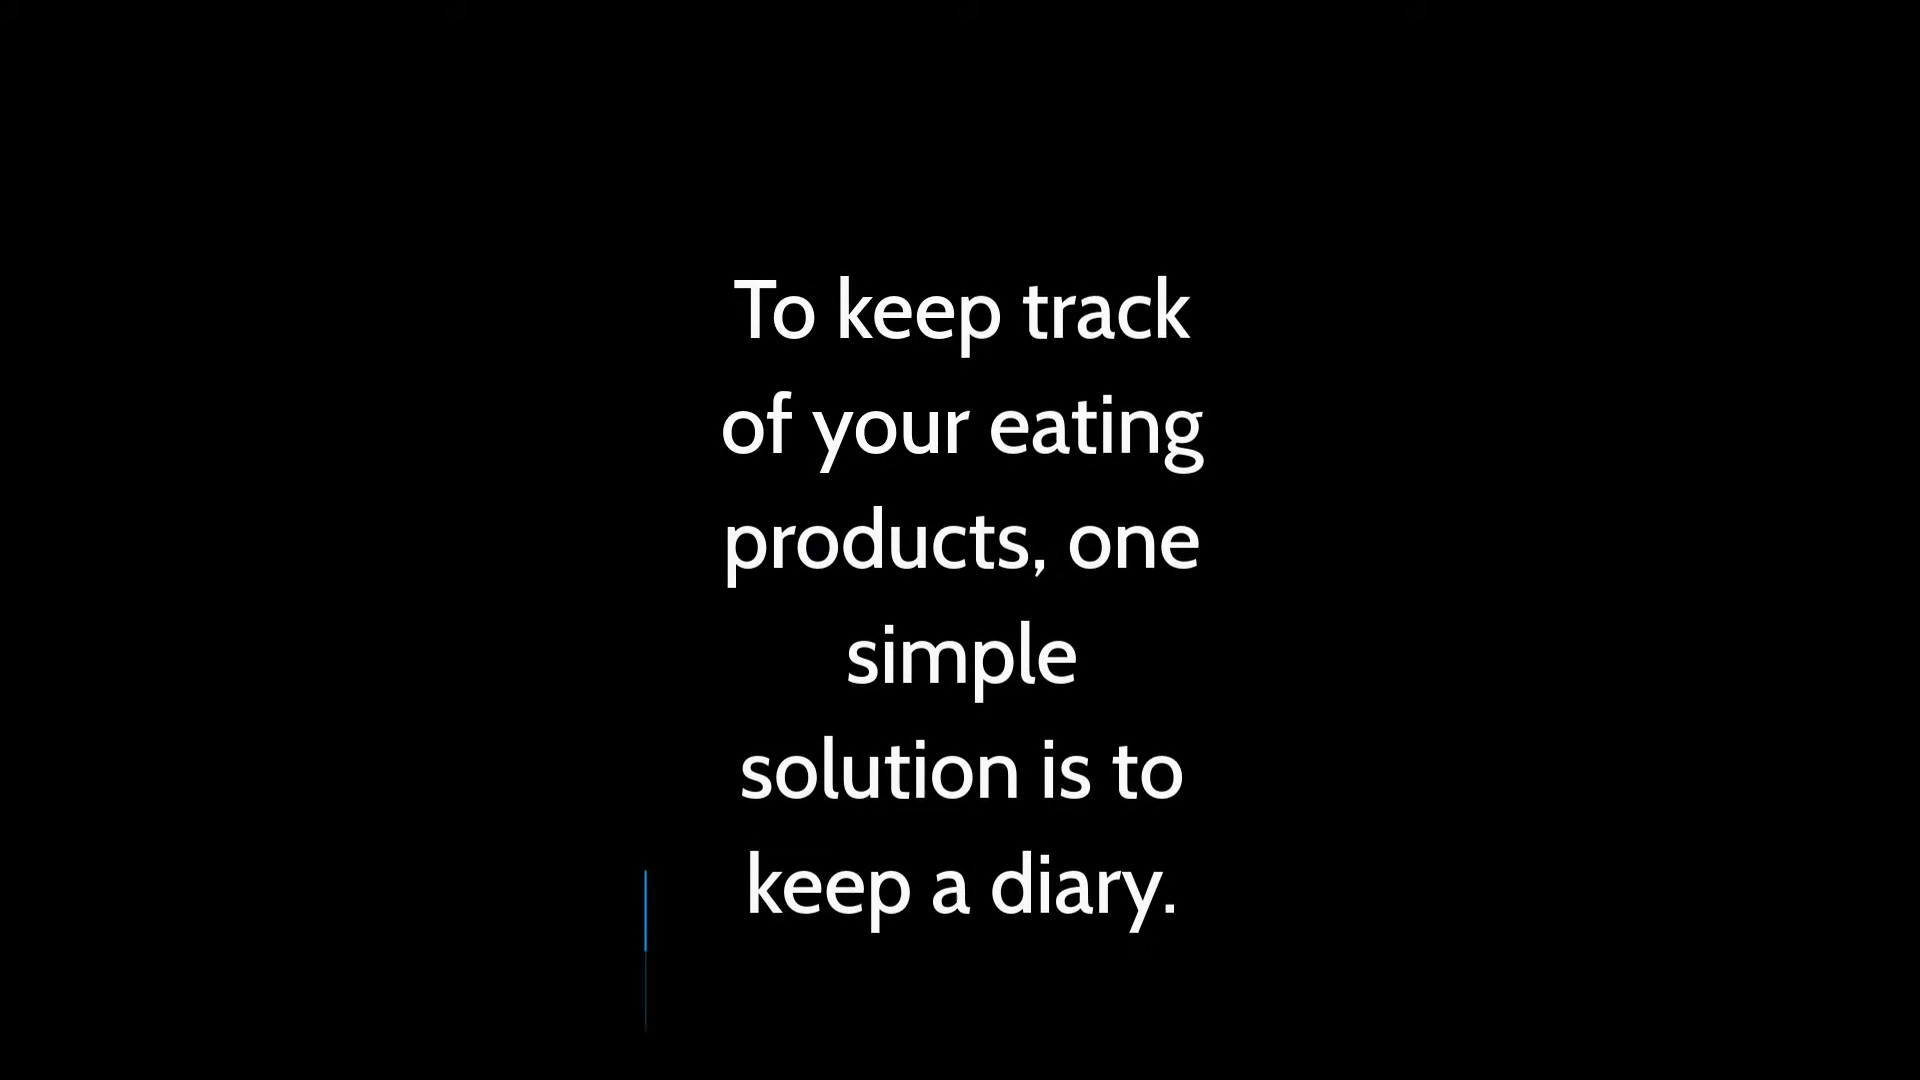 To keep track
of your eating
products, one
simple
solution is to
keep a diary.